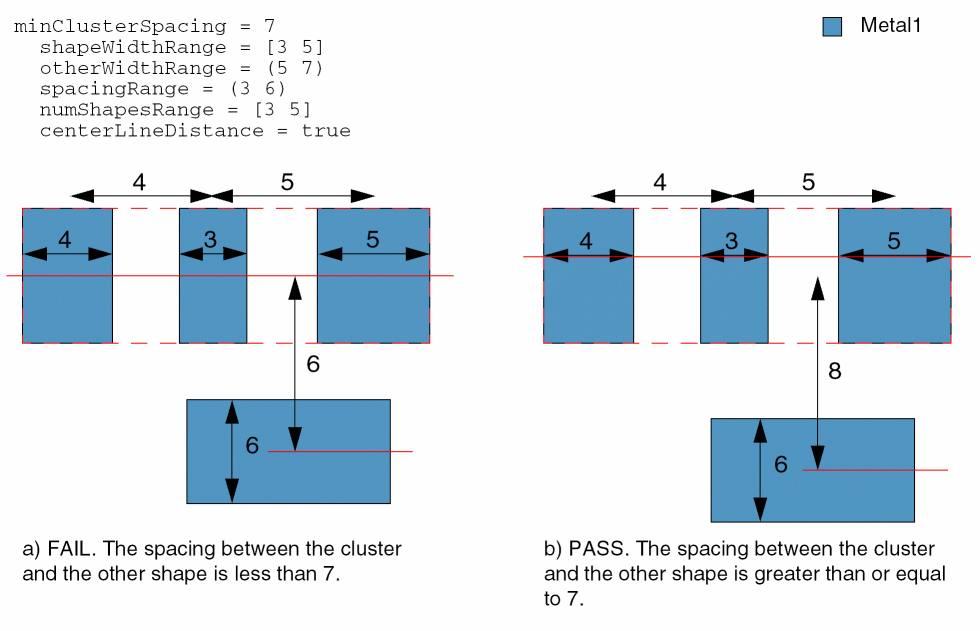 minClusterSpacing = 7
shapeWidthRange = [3 5]
otherWidthRange = (5 7)
spacingRange = (3 6)
numShapesRange = [3 5]
centerLineDistance = true
Metal1
4 5
4 3 5
6
6
a) FAIL. The spacing between the cluster
and the other shape is less than 7.
4 5
4 3 5
8
6
b) PASS. The spacing between the cluster
and the other shape is greater than or equal
to 7.